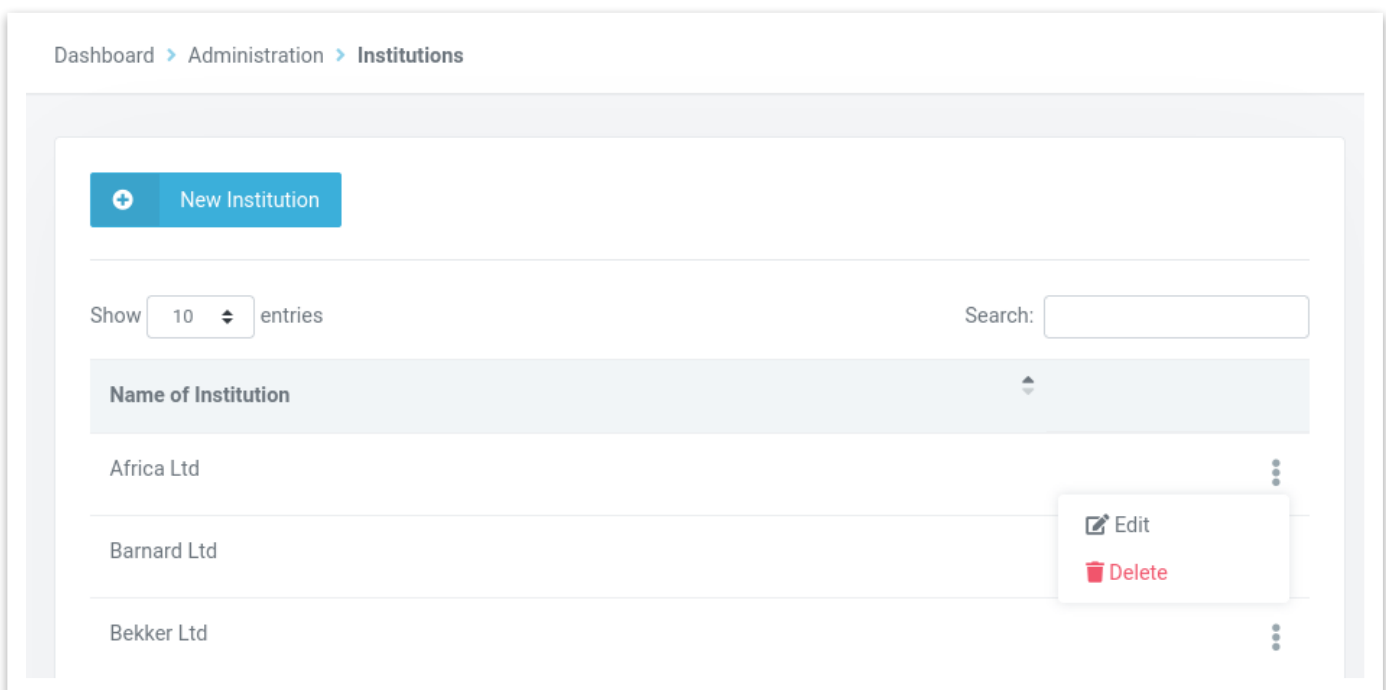 Dashboard > Administration > Institutions
New Institution
Show 10 entries Search:
Name of Institution
Africa Ltd
Edit
Barnard Ltd
Delete
Bekker Ltd